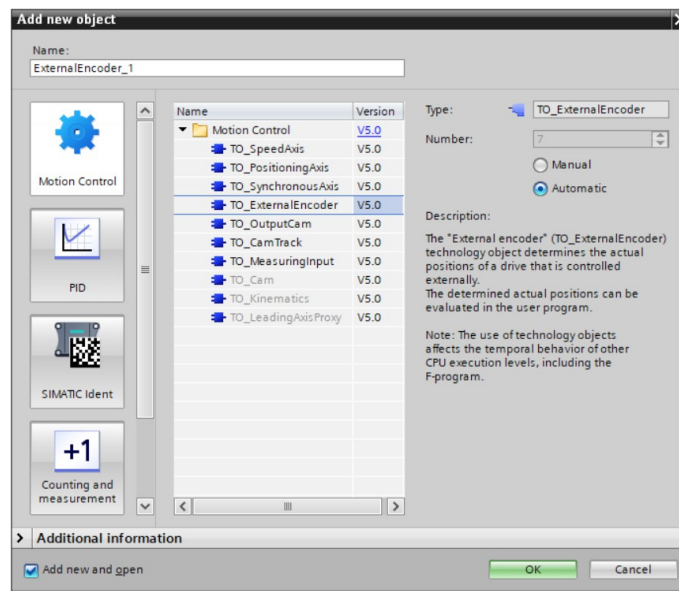 Add new object
Name:
ExternalEncoder_1
Motion Control
PID
SIMATIC Ident
+1
Counting and
measurement
Name Version
Motion Control V5.0
TO_SpeedAxis V5.0
TO_PositioningAxis V5.0
TO_SynchronousAxis V5.0
TO_ExternalEncoder V5.0
TO_OutputCam V5.0
TO_CamTrack V5.0
TO_MeasuringInput V5.0
TO_Cam V5.0
TO_Kinematics V5.0
TO_LeadingAxisProxy V5.0
Type: TO_ExternalEncoder
Number: 7
Manual
Automatic
Description:
The "External encoder" (TO_ExternalEncoder)
technology object determines the actual
positions of a drive that is controlled
externally.
The determined actual positions can be
evaluated in the user program.
Note: The use of technology objects
affects the temporal behavior of other
CPU execution levels, including the
F-program.
Additional information
Add new and open
OK Cancel